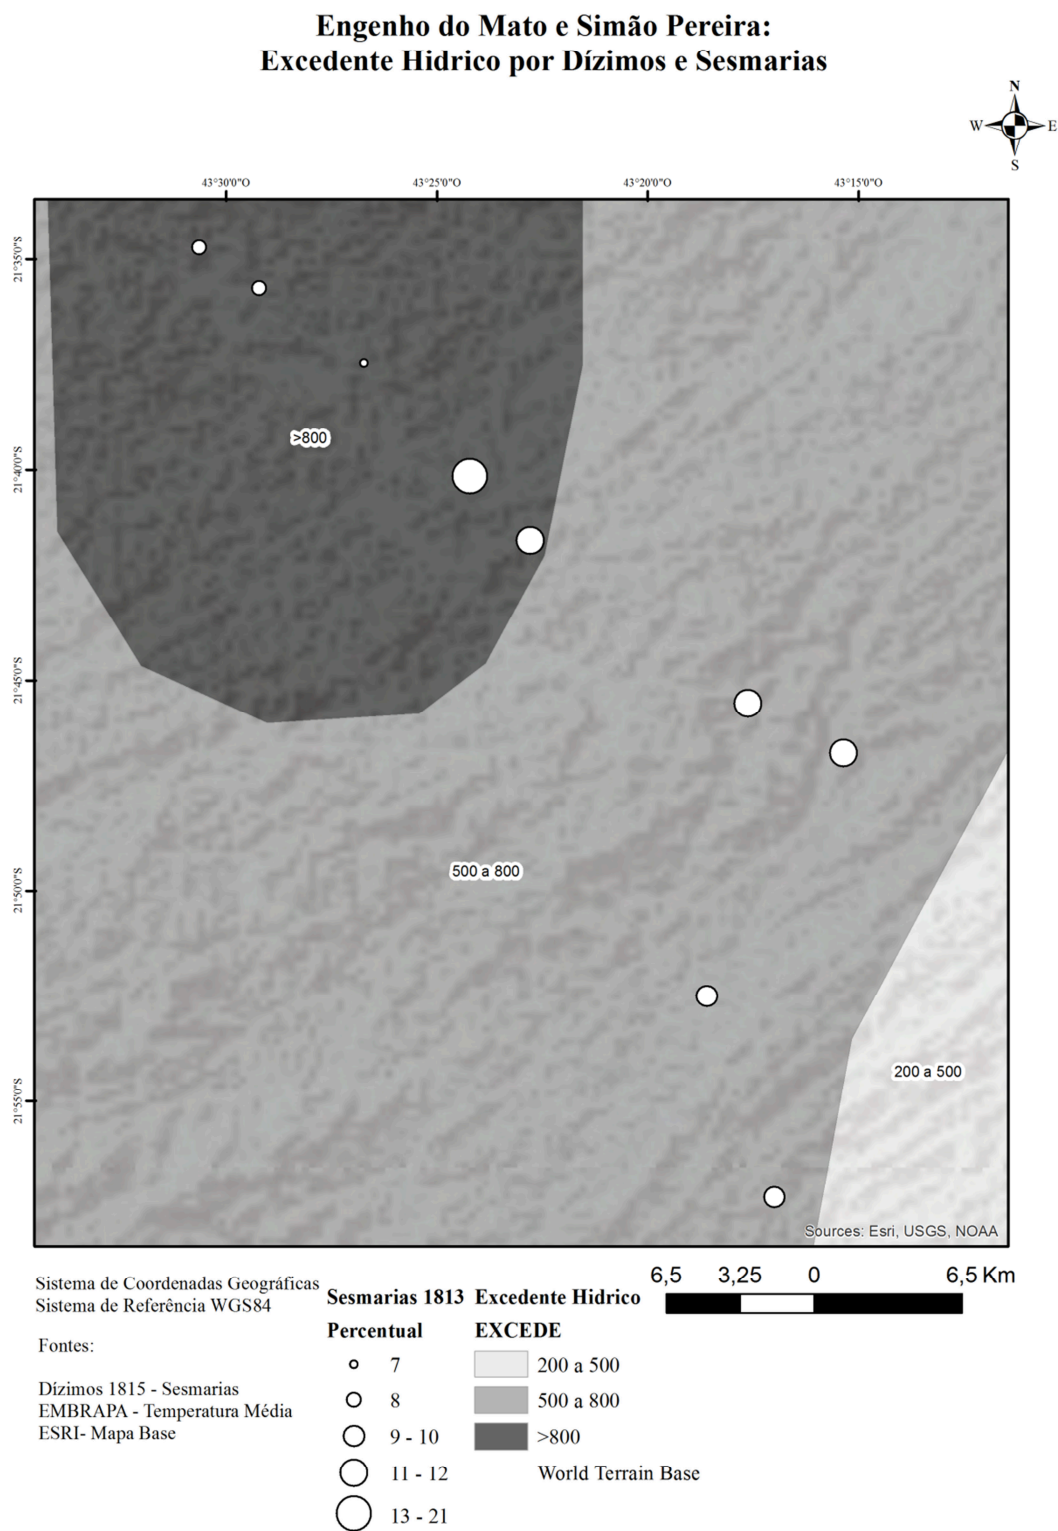 Engenho do Mato e Simão Pereira:
Excedente Hidrico por Dízimos e Sesmarias
N
W E
S
43°30'0"O 43°25'0"O 43°20'0"O 43°15'0"O
21°35'0"S
21°40'0"S
21°45'0"S
21°50'0"S
21°55'0"S
>800
500 a 800
200 a 500
Sources: Esri, USGS, NOAA
Sistema de Coordenadas Geográficas
Sistema de Referência WGS84
Fontes:
Dízimos 1815 - Sesmarias
EMBRAPA - Temperatura Média
ESRI- Mapa Base
Sesmarias 1813
Percentual
7
8
9 - 10
11 - 12
13 - 21
Excedente Hidrico
EXCEDE
200 a 500
500 a 800
>800
World Terrain Base
6,5 3,25 0 6,5 Km